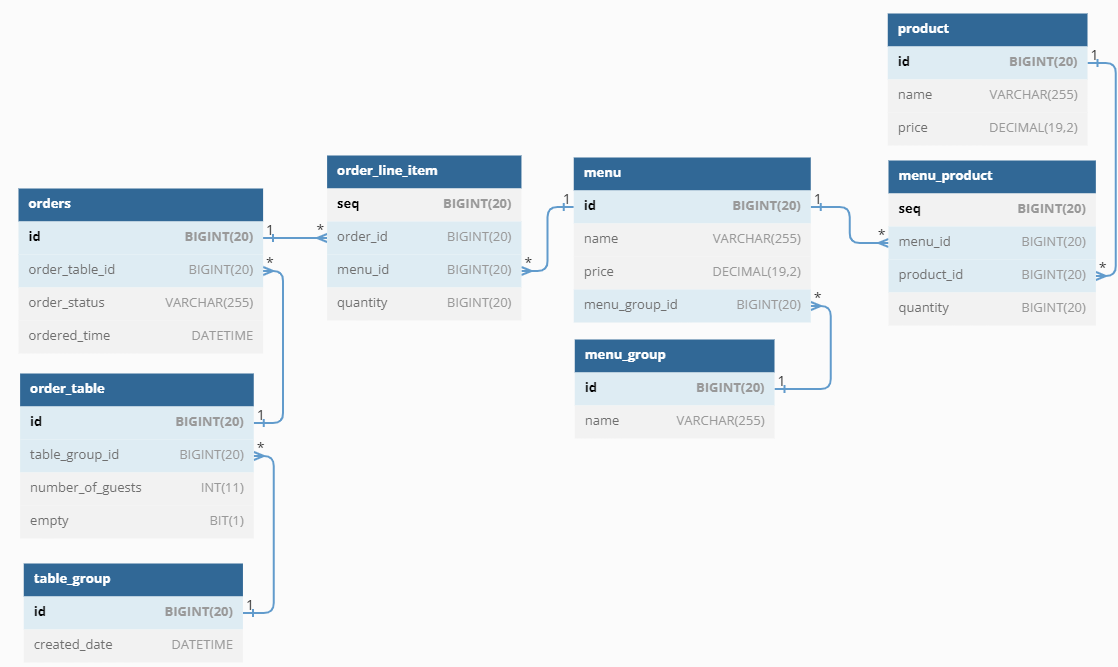 product
id BIGINT(20)
name VARCHAR(255)
price DECIMAL(19,2)
1
menu_product
seq BIGINT(20)
menu_id BIGINT(20)
product_id BIGINT(20)
quantity BIGINT(20)
*
*
menu
id BIGINT(20)
name VARCHAR(255)
price DECIMAL(19,2)
menu_group_id BIGINT(20)
1
1
*
menu_group
id BIGINT(20)
name VARCHAR(255)
1
order_line_item
seq BIGINT(20)
order_id BIGINT(20)
menu_id BIGINT(20)
quantity BIGINT(20)
*
*
orders
id BIGINT(20)
order_table_id BIGINT(20)
order_status VARCHAR(255)
ordered_time DATETIME
1
*
order_table
id BIGINT(20)
table_group_id BIGINT(20)
number_of_guests INT(11)
empty BIT(1)
1
*
table_group
id BIGINT(20)
created_date DATETIME
1